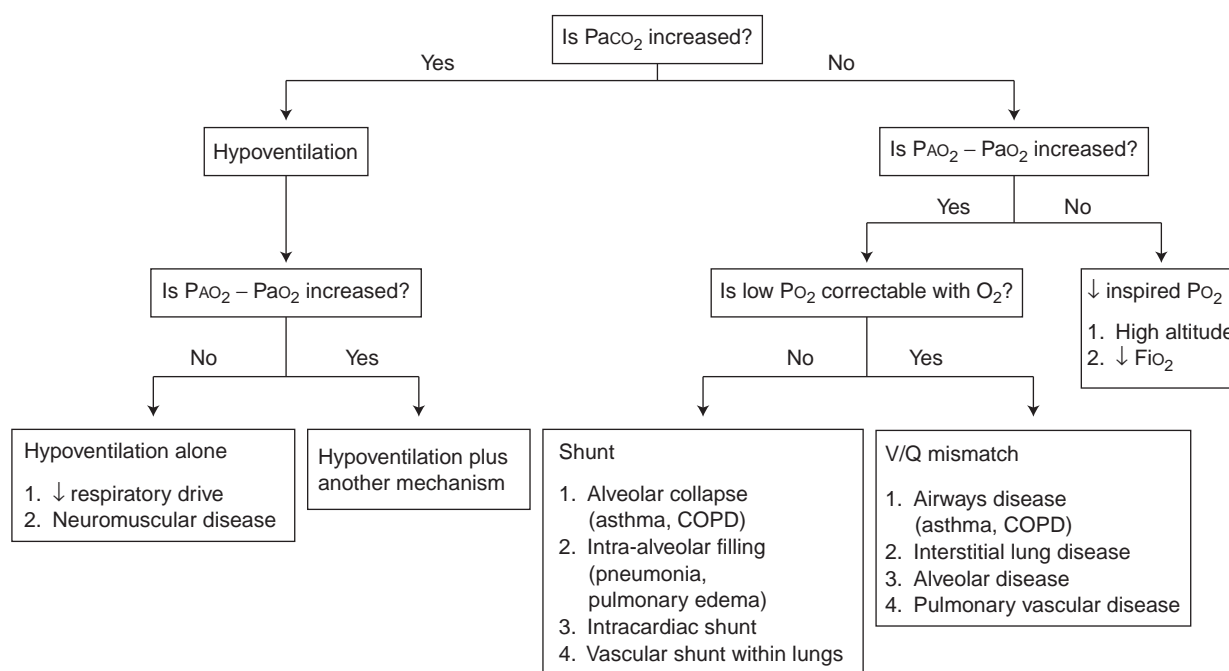 Is PaCO2 increased?
Yes
No
Hypoventilation
Is PAO2 – PaO2 increased?
Yes
No
Is PAO2 – PaO2 increased?
Is low PO2 correctable with O2?
↓ inspired PO2
1. High altitude
2. ↓ FIO2
No
Yes
No
Yes
Hypoventilation alone
1. ↓ respiratory drive
2. Neuromuscular disease
Hypoventilation plus
another mechanism
Shunt
1. Alveolar collapse
(asthma, COPD)
2. Intra-alveolar filling
(pneumonia,
pulmonary edema)
3. Intracardiac shunt
4. Vascular shunt within lungs
V/Q mismatch
1. Airways disease
(asthma, COPD)
2. Interstitial lung disease
3. Alveolar disease
4. Pulmonary vascular disease